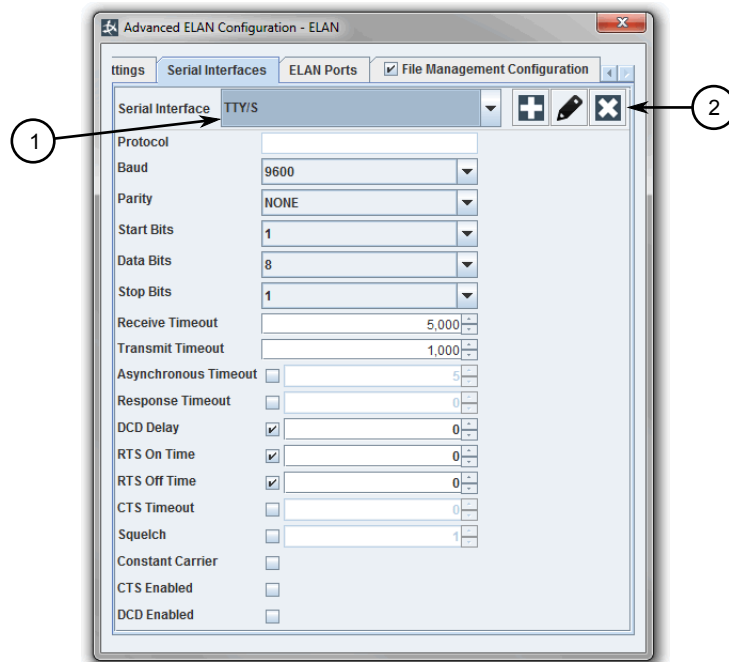 Advanced ELAN Configuration - ELAN
ttings Serial Interfaces ELAN Ports File Management Configuration
Serial Interface TTY/S
1
2
Protocol
Baud 9600
Parity NONE
Start Bits 1
Data Bits 8
Stop Bits 1
Receive Timeout 5,000
Transmit Timeout 1,000
Asynchronous Timeout 5
Response Timeout 0
DCD Delay 0
RTS On Time 0
RTS Off Time 0
CTS Timeout 0
Squelch 1
Constant Carrier
CTS Enabled
DCD Enabled